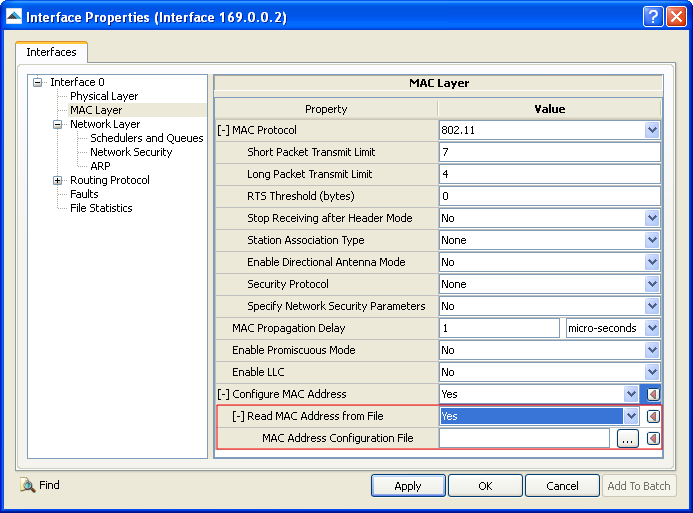 Interface Properties (Interface 169.0.0.2)
Interfaces
Interface 0
Physical Layer
MAC Layer
Network Layer
Schedulers and Queues
Network Security
ARP
Routing Protocol
Faults
File Statistics
MAC Layer
Property Value
[-] MAC Protocol 802.11
Short Packet Transmit Limit 7
Long Packet Transmit Limit 4
RTS Threshold (bytes) 0
Stop Receiving after Header Mode No
Station Association Type None
Enable Directional Antenna Mode No
Security Protocol None
Specify Network Security Parameters No
MAC Propagation Delay 1 micro-seconds
Enable Promiscuous Mode No
Enable LLC No
[-] Configure MAC Address Yes
[-] Read MAC Address from File Yes
MAC Address Configuration File ...
Find Apply OK Cancel Add To Batch